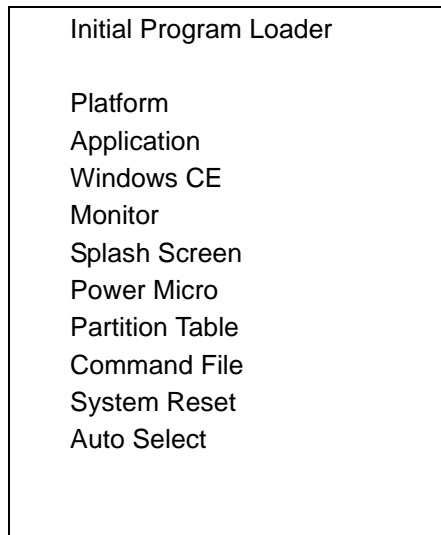 Initial Program Loader
Platform
Application
Windows CE
Monitor
Splash Screen
Power Micro
Partition Table
Command File
System Reset
Auto Select